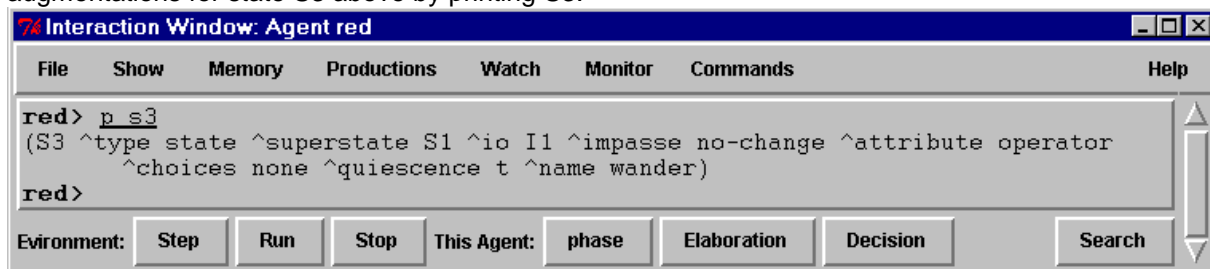 augmentations for state S3 above by printing S3:
7% Interaction Window: Agent red
File Show Memory Productions Watch Monitor Commands Help
red> p s3
(S3 ^type state ^superstate S1 ^io I1 ^impasse no-change ^attribute operator
^choices none ^quiescence t ^name wander)
red>
Evironment: Step Run Stop This Agent: phase Elaboration Decision Search